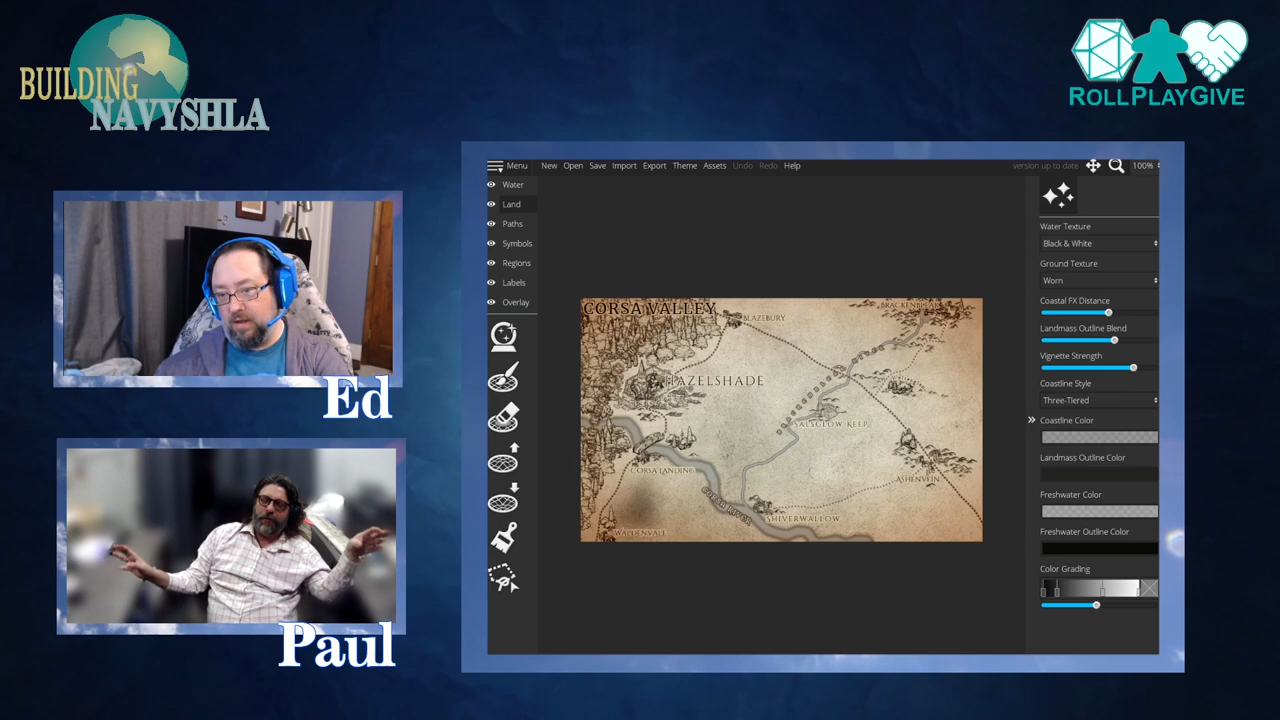 BUILDING
NAVYSHLA
ROLLPLAYGIVE
Ed
Paul
Menu New Open Save Import Export Theme Assets Undo Redo Help version up to date 100%
Water
Land
Paths
Symbols
Regions
Labels
Overlay
CORSA VALLEY
BLAZEBURY
BRACKENBLEAK
HAZELSHADE
SALSGLOW KEEP
CORSA LANDING
ASHENVEIN
CORSA RIVER
SHIVERWALLOW
Water Texture
Black & White
Ground Texture
Worn
Coastal FX Distance
Landmass Outline Blend
Vignette Strength
Coastline Style
Three-Tiered
Coastline Color
Landmass Outline Color
Freshwater Color
Freshwater Outline Color
Color Grading